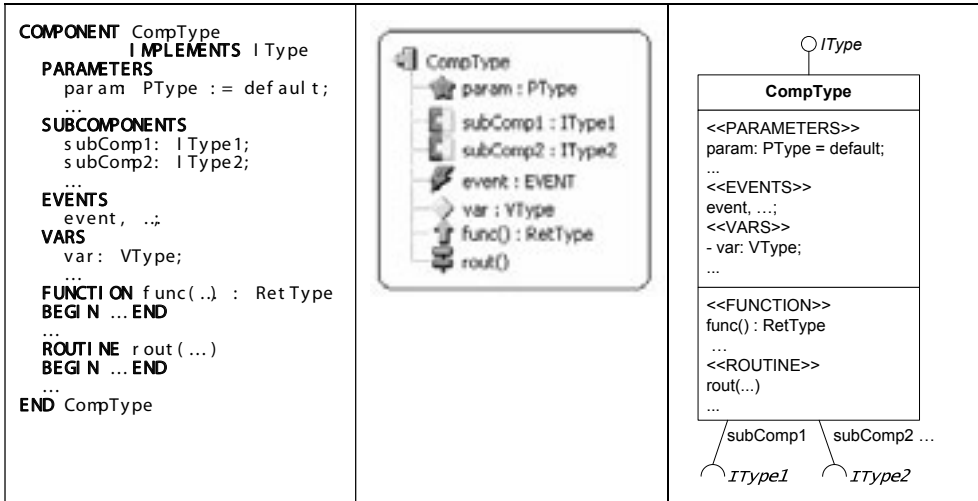 COMPONENT CompType
IMPLEMENTS IType
PARAMETERS
param PType := default;
...
SUBCOMPONENTS
subComp1: IType1;
subComp2: IType2;
...
EVENTS
event, ...;
VARS
var: VType;
...
FUNCTION func(...) : RetType
BEGIN ... END
...
ROUTINE rout(...)
BEGIN ... END
...
END CompType
CompType
param : PType
subComp1 : IType1
subComp2 : IType2
event : EVENT
var : VType
func() : RetType
rout()
IType
CompType
<<PARAMETERS>>
param: PType = default;
...
<<EVENTS>>
event, ...;
<<VARS>>
- var: VType;
...
<<FUNCTION>>
func() : RetType
...
<<ROUTINE>>
rout(...)
...
subComp1 subComp2 ...
IType1 IType2